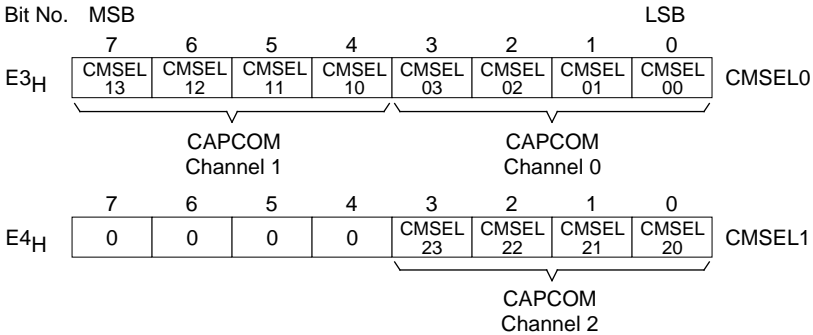 Bit No. MSB LSB
7 6 5 4 3 2 1 0
E3H CMSEL 13 CMSEL 12 CMSEL 11 CMSEL 10 CMSEL 03 CMSEL 02 CMSEL 01 CMSEL 00 CMSEL0
CAPCOM Channel 1 CAPCOM Channel 0
7 6 5 4 3 2 1 0
E4H 0 0 0 0 CMSEL 23 CMSEL 22 CMSEL 21 CMSEL 20 CMSEL1
CAPCOM
Channel 2